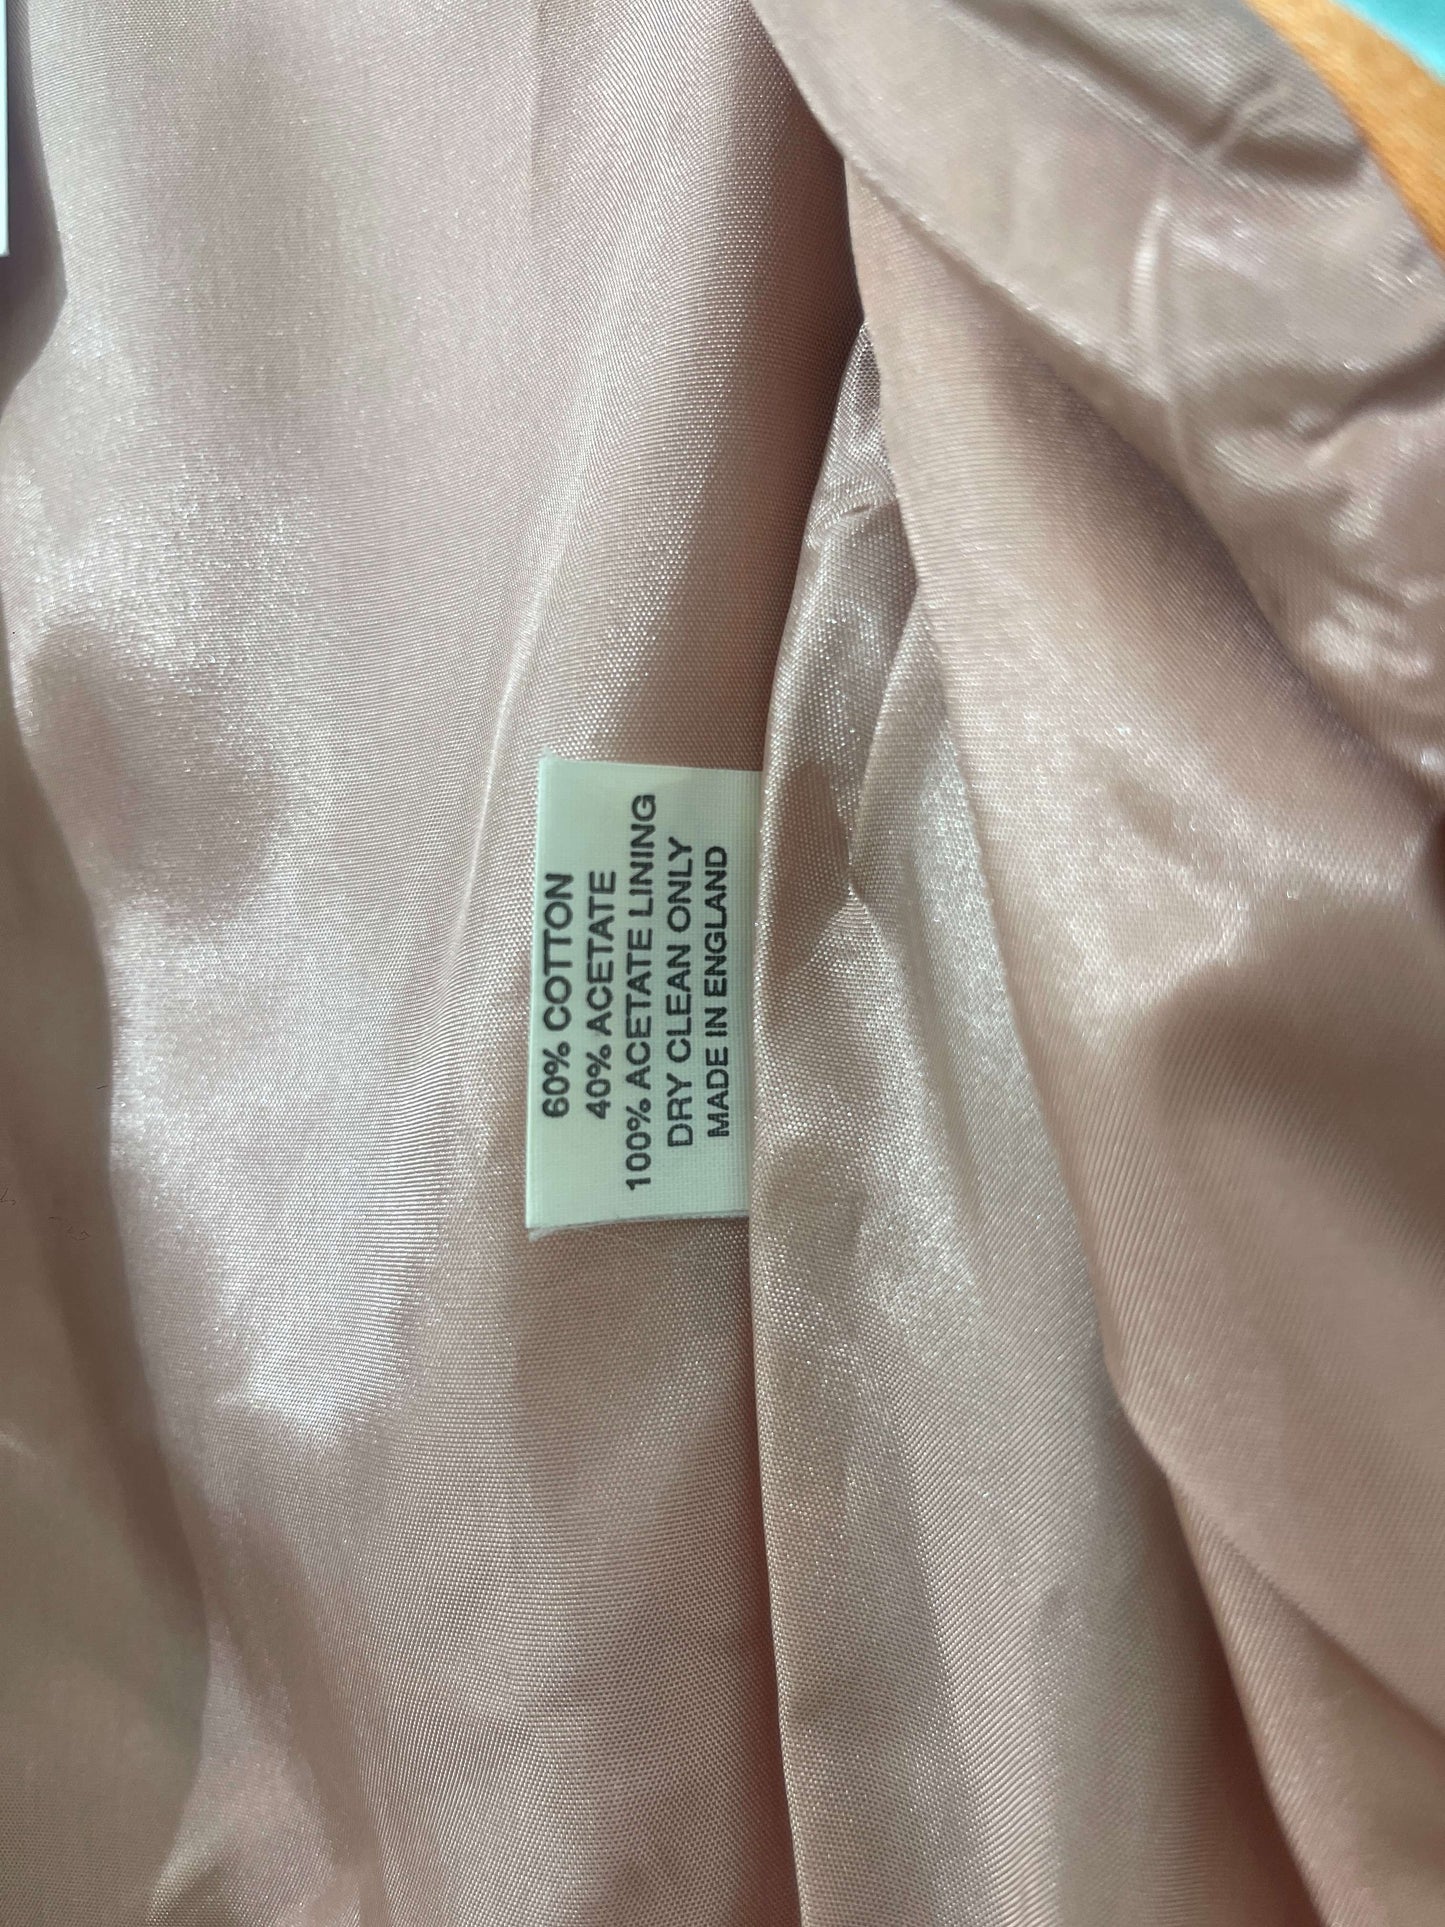 60% COTTON
40% ACETATE
100% ACETATE LINING
DRY CLEAN ONLY
MADE IN ENGLAND